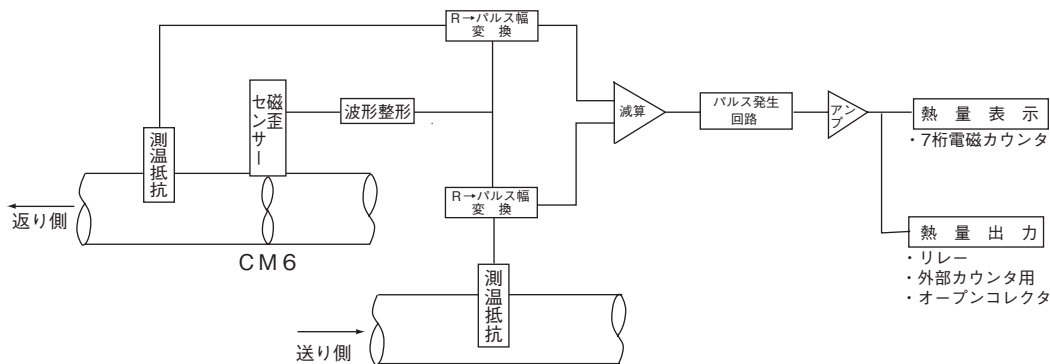 R→パルス幅
変　換
磁歪
センサー
波形整形
測温抵抗
減算
パルス発生
回路
アンプ
熱　量　表　示
・7桁電磁カウンタ
返り側
CM6
R→パルス幅
変　換
熱　量　出　力
・リレー
・外部カウンタ用
・オープンコレクタ
測温抵抗
送り側